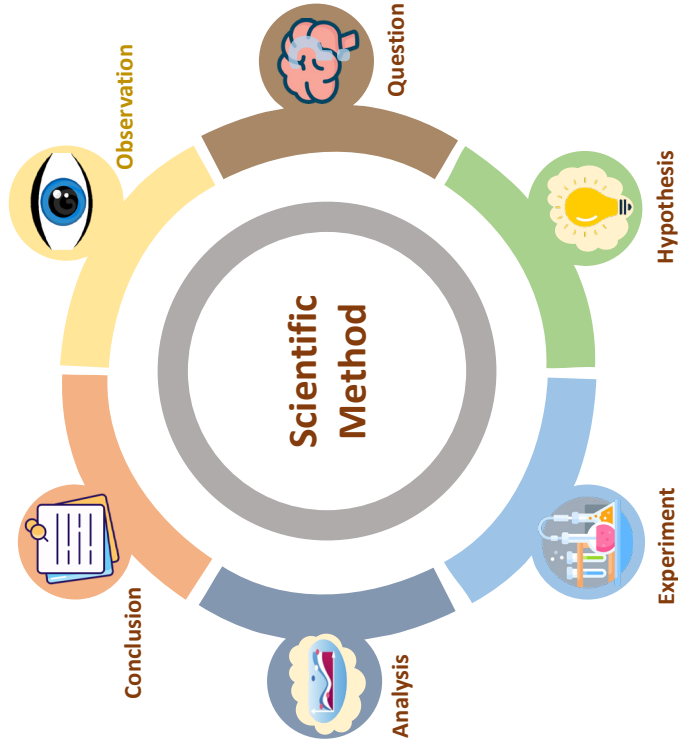 Scientific
Method
Observation
Question
Hypothesis
Experiment
Analysis
Conclusion